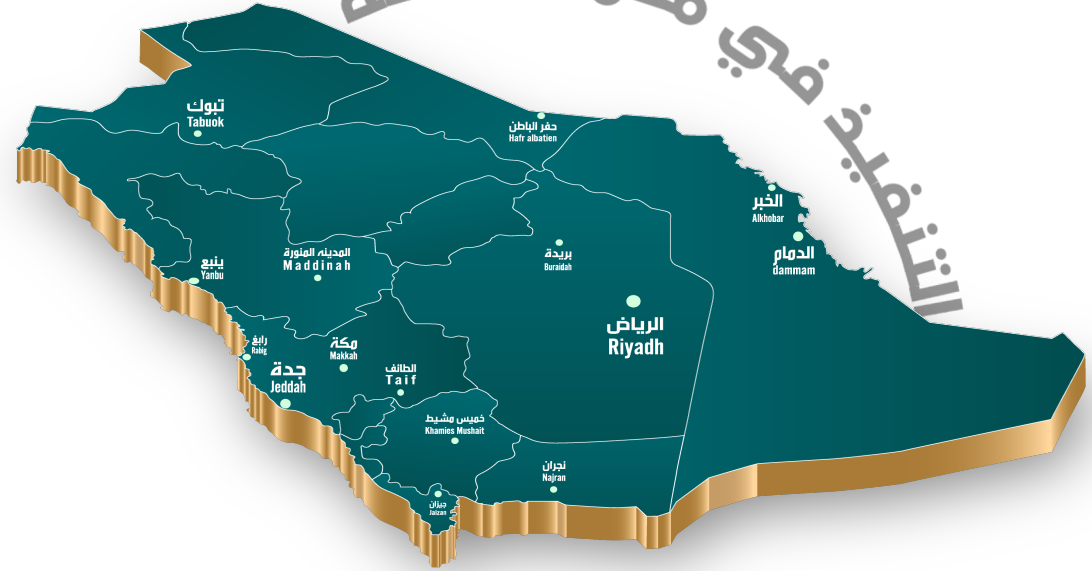 التنفيذ في
تبوك
Tabuok
حفر الباطن
Hafr albatien
الخبر
Alkhobar
الدمام
dammam
المدينه المنورة
Maddinah
ينبع
Yanbu
بريدة
Buraidah
الرياض
Riyadh
رابغ
Rabig
مكة
Makkah
جدة
Jeddah
الطائف
Taif
خميس مشيط
Khamies Mushait
نجران
Najran
جيزان
Jaizan